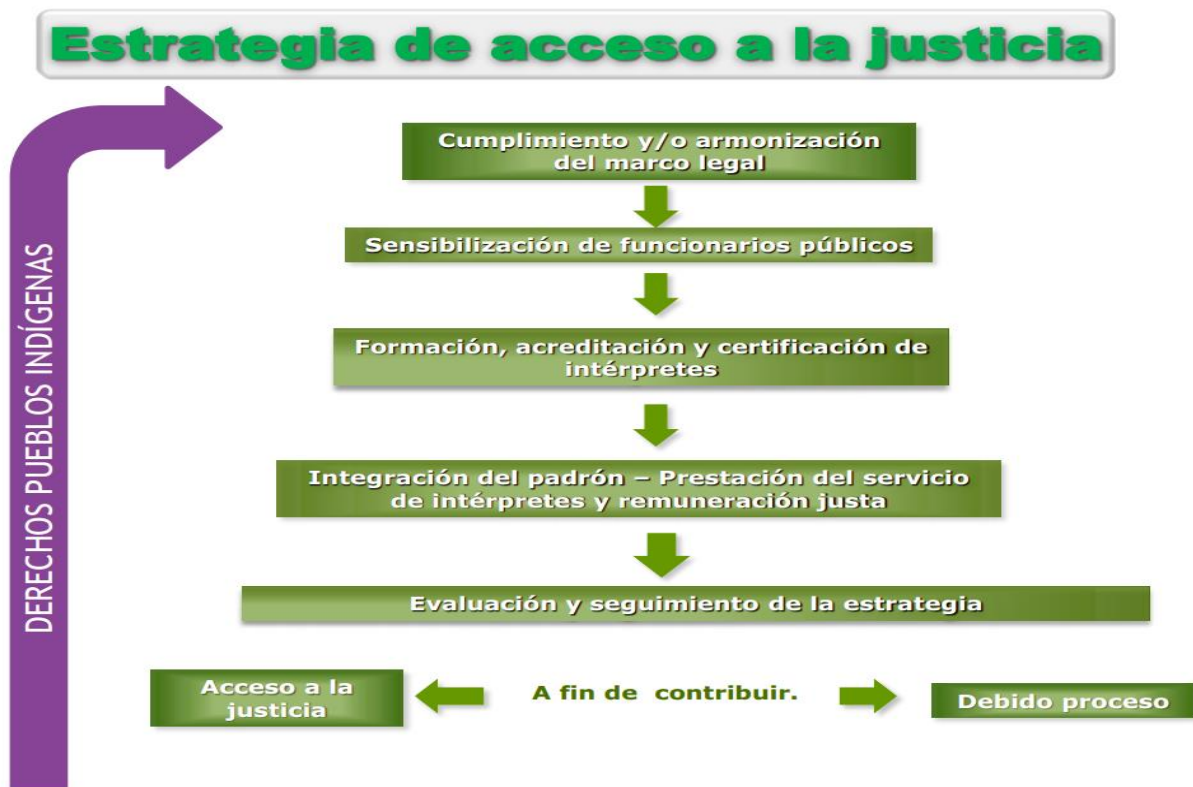 Estrategia de acceso a la justicia
DERECHOS PUEBLOS INDÍGENAS
Cumplimiento y/o armonización
del marco legal
Sensibilización de funcionarios públicos
Formación, acreditación y certificación de
intérpretes
Integración del padrón – Prestación del servicio
de intérpretes y remuneración justa
Evaluación y seguimiento de la estrategia
Acceso a la
justicia
A fin de contribuir.
Debido proceso